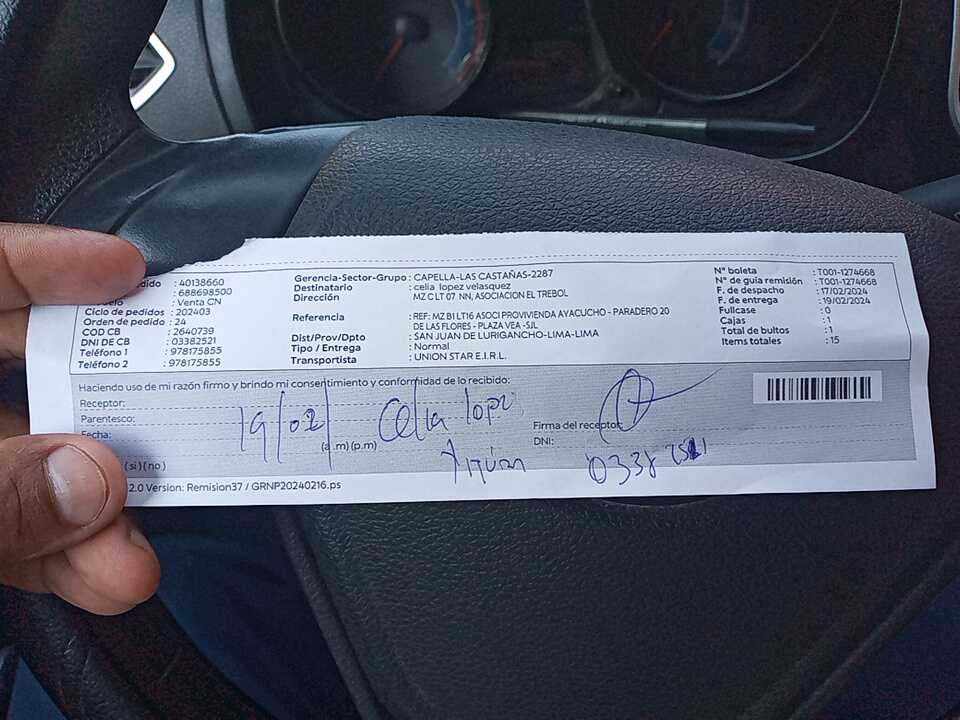 dido : 40138660
: 688698500
: Venta CN
Ciclo de pedidos : 202403
Orden de pedido : 24
COD CB : 2640739
DNI DE CB : 03382521
Teléfono 1 : 978175855
Teléfono 2 : 978175855
Gerencia-Sector-Grupo : CAPELLA-LAS CASTAÑAS-2287
Destinatario : celia lopez velasquez
Dirección : MZ C LT 07 NN, ASOCIACION EL TREBOL
Referencia : REF: MZ B1 LT16 ASOCI PROVIVIENDA AYACUCHO - PARADERO 20
DE LAS FLORES - PLAZA VEA -SJL
Dist/Prov/Dpto : SAN JUAN DE LURIGANCHO-LIMA-LIMA
Tipo / Entrega : Normal
Transportista : UNION STAR E.I.R.L.
N° boleta : T001-1274668
N° de guía remisión : T001-1274668
F. de despacho : 17/02/2024
F. de entrega : 19/02/2024
Fullcase : 0
Cajas : 1
Total de bultos : 1
Items totales : 15
Haciendo uso de mi razón firmo y brindo mi consentimiento y conformidad de lo recibido:
Receptor:
Parentesco:
Fecha:
19/02/ Celia lopz
(a .m) (p.m)
Firma del receptor:
DNI:
0338
(si) (no)
2.0 Version: Remision37 / GRNP20240216.ps